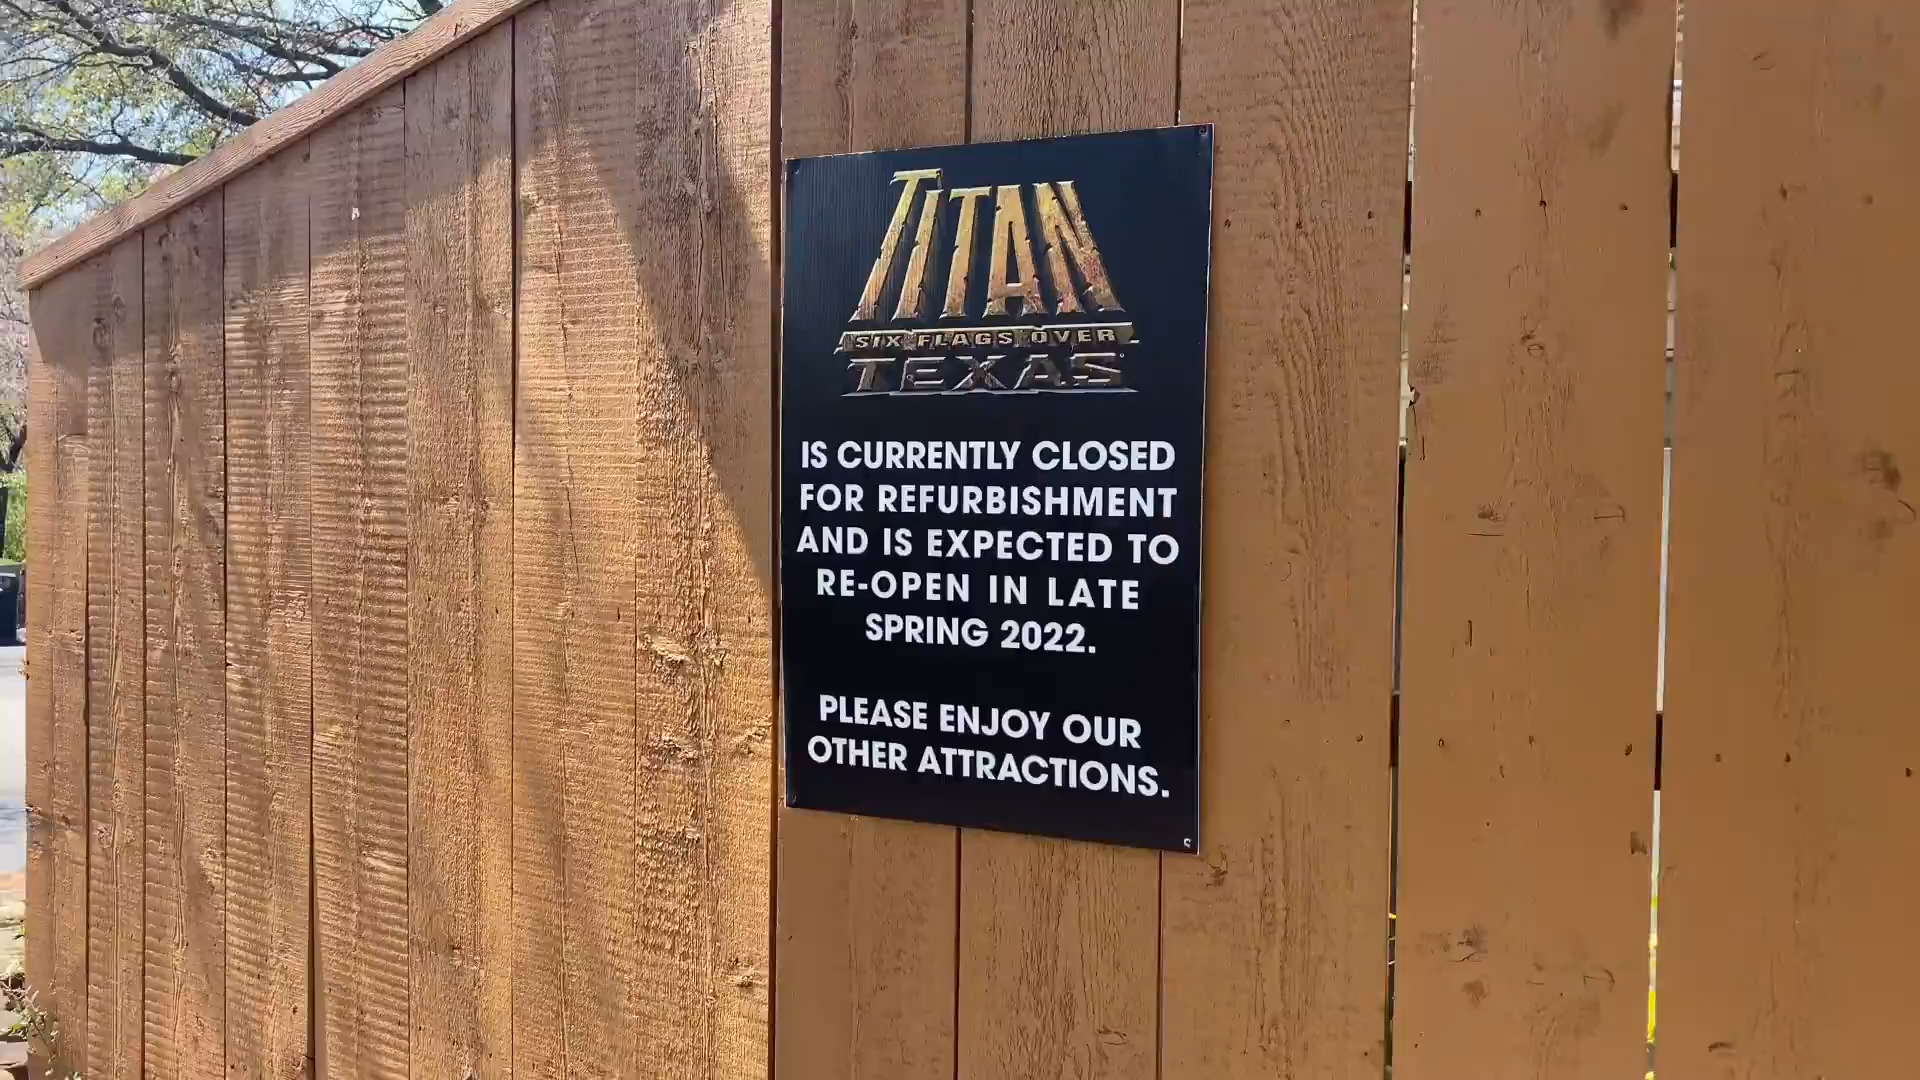 TITAN
SIX FLAGS OVER
TEXAS
IS CURRENTLY CLOSED
FOR REFURBISHMENT
AND IS EXPECTED TO
RE-OPEN IN LATE
SPRING 2022.
PLEASE ENJOY OUR
OTHER ATTRACTIONS.